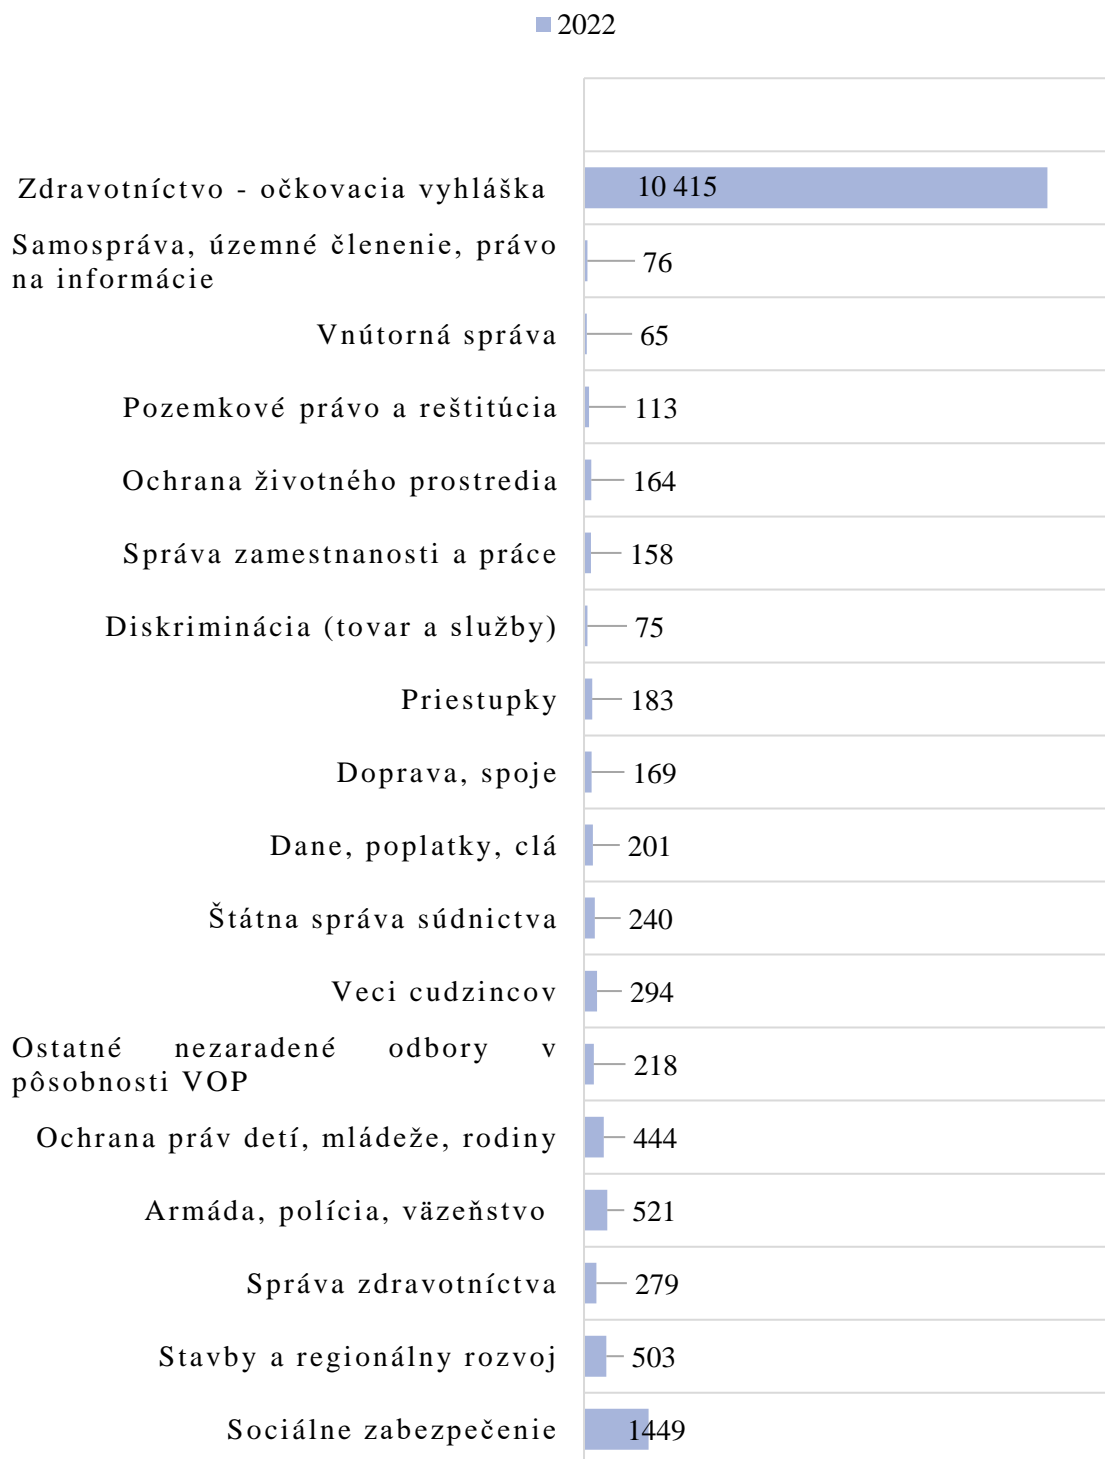 2022
Zdravotníctvo - očkovacia vyhláška
10 415
Samospráva, územné členenie, právo
na informácie
76
Vnútorná správa
65
Pozemkové právo a reštitúcia
113
Ochrana životného prostredia
164
Správa zamestnanosti a práce
158
Diskriminácia (tovar a služby)
75
Priestupky
183
Doprava, spoje
169
Dane, poplatky, clá
201
Štátna správa súdnictva
240
Veci cudzincov
294
Ostatné nezaradené odbory v
pôsobnosti VOP
218
Ochrana práv detí, mládeže, rodiny
444
Armáda, polícia, väzeňstvo
521
Správa zdravotníctva
279
Stavby a regionálny rozvoj
503
Sociálne zabezpečenie
1449